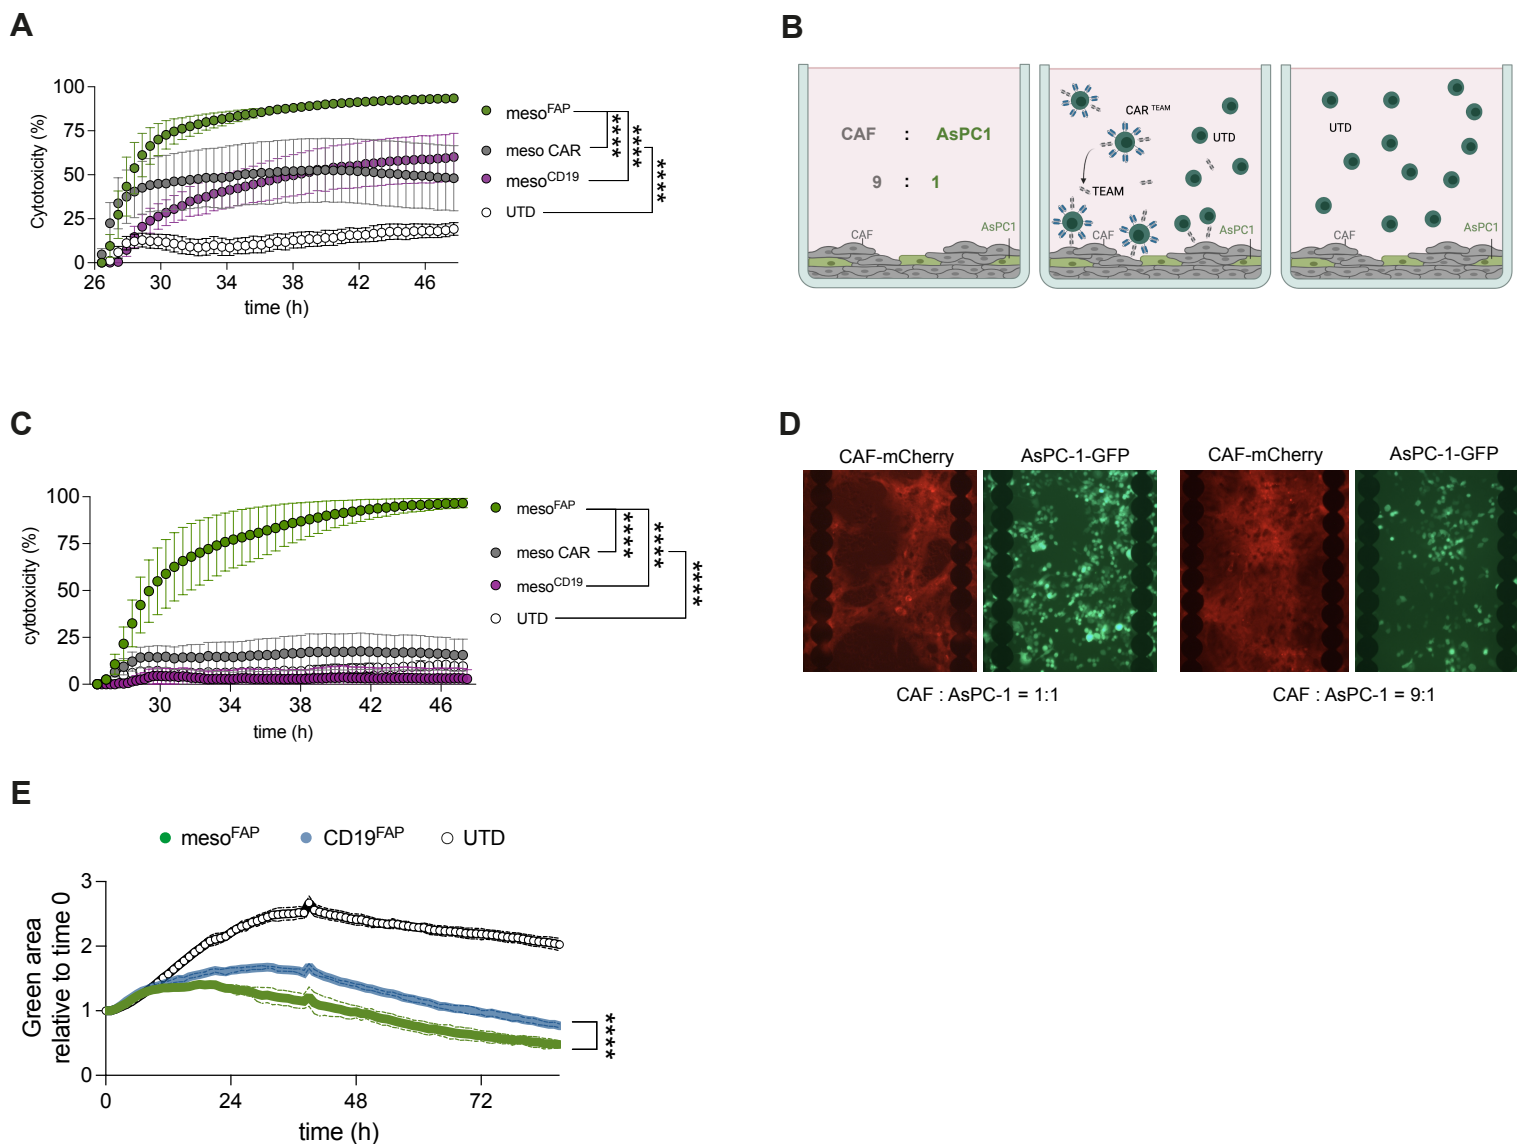 A
Cytotoxicity (%)
100
75
50
25
0
26 30 34 38 42 46
time (h)
mesoFAP
meso CAR
mesoCD19
UTD
****
****
****
B
CAF : AsPC1
9 : 1
CAR TEAM
UTD
TEAM
CAF
AsPC1
UTD
CAF
AsPC1
CAF
AsPC1
C
cytotoxicity (%)
100
75
50
25
0
30 34 38 42 46
time (h)
mesoFAP
meso CAR
mesoCD19
UTD
****
****
****
D
CAF-mCherry AsPC-1-GFP CAF-mCherry AsPC-1-GFP
CAF : AsPC-1 = 1:1 CAF : AsPC-1 = 9:1
E
mesoFAP CD19FAP UTD
Green area
relative to time 0
3
2
1
0
0 24 48 72
time (h)
****